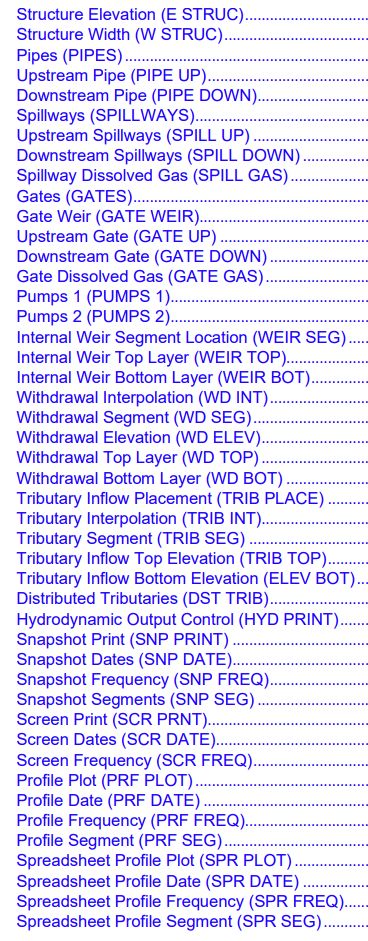 Structure Elevation (E STRUC)............................
Structure Width (W STRUC)................................
Pipes (PIPES)......................................................
Upstream Pipe (PIPE UP)....................................
Downstream Pipe (PIPE DOWN).........................
Spillways (SPILLWAYS).......................................
Upstream Spillways (SPILL UP)..........................
Downstream Spillways (SPILL DOWN)...............
Spillway Dissolved Gas (SPILL GAS)..................
Gates (GATES)....................................................
Gate Weir (GATE WEIR)......................................
Upstream Gate (GATE UP).................................
Downstream Gate (GATE DOWN)......................
Gate Dissolved Gas (GATE GAS).......................
Pumps 1 (PUMPS 1)............................................
Pumps 2 (PUMPS 2)............................................
Internal Weir Segment Location (WEIR SEG).....
Internal Weir Top Layer (WEIR TOP)..................
Internal Weir Bottom Layer (WEIR BOT).............
Withdrawal Interpolation (WD INT)......................
Withdrawal Segment (WD SEG).........................
Withdrawal Elevation (WD ELEV)........................
Withdrawal Top Layer (WD TOP)........................
Withdrawal Bottom Layer (WD BOT)...................
Tributary Inflow Placement (TRIB PLACE).........
Tributary Interpolation (TRIB INT)........................
Tributary Segment (TRIB SEG)...........................
Tributary Inflow Top Elevation (TRIB TOP).........
Tributary Inflow Bottom Elevation (ELEV BOT)...
Distributed Tributaries (DST TRIB)......................
Hydrodynamic Output Control (HYD PRINT)......
Snapshot Print (SNP PRINT)..............................
Snapshot Dates (SNP DATE)..............................
Snapshot Frequency (SNP FREQ)......................
Snapshot Segments (SNP SEG).........................
Screen Print (SCR PRNT)....................................
Screen Dates (SCR DATE)..................................
Screen Frequency (SCR FREQ)..........................
Profile Plot (PRF PLOT).......................................
Profile Date (PRF DATE).....................................
Profile Frequency (PRF FREQ)............................
Profile Segment (PRF SEG)................................
Spreadsheet Profile Plot (SPR PLOT)................
Spreadsheet Profile Date (SPR DATE)...............
Spreadsheet Profile Frequency (SPR FREQ)......
Spreadsheet Profile Segment (SPR SEG)..........